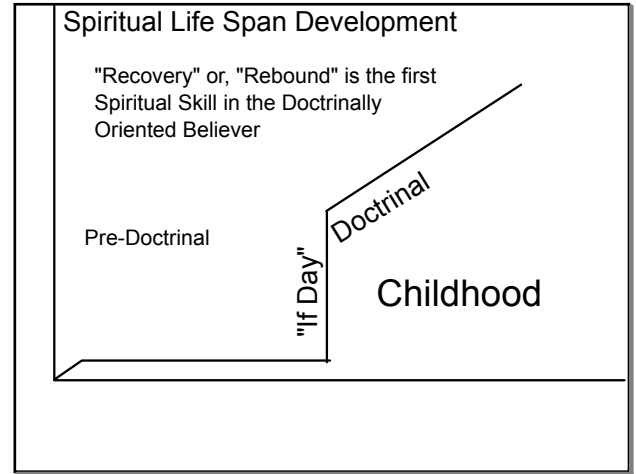 Spiritual Life Span Development
"Recovery" or, "Rebound" is the first
Spiritual Skill in the Doctrinally
Oriented Believer
Pre-Doctrinal
"If Day"
Doctrinal
Childhood